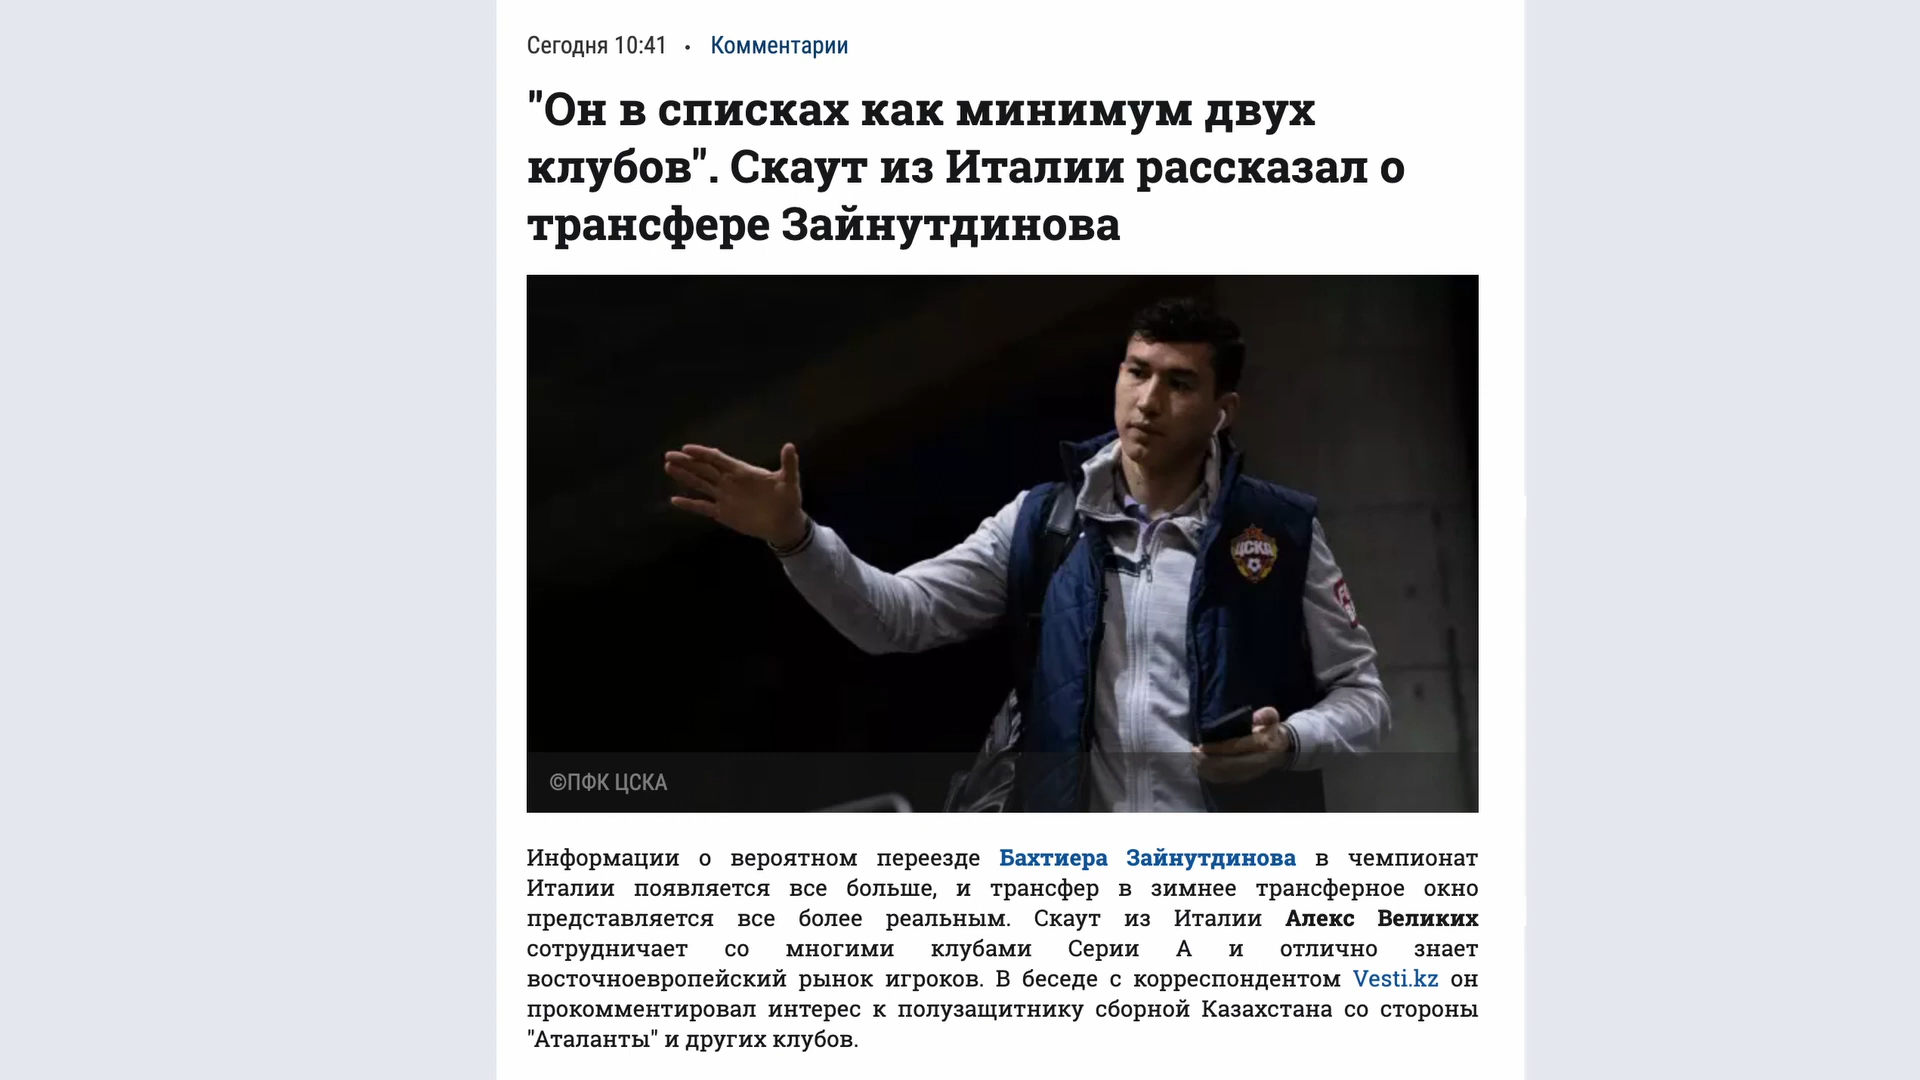 Сегодня 10:41 • Комментарии
"Он в списках как минимум двух
клубов". Скаут из Италии рассказал о
трансфере Зайнутдинова
ЦСКА
©ПФК ЦСКА
Информации о вероятном переезде Бахтиера Зайнутдинова в чемпионат
Италии появляется все больше, и трансфер в зимнее трансферное окно
представляется все более реальным. Скаут из Италии Алекс Великих
сотрудничает со многими клубами Серии А и отлично знает
восточноевропейский рынок игроков. В беседе с корреспондентом Vesti.kz он
прокомментировал интерес к полузащитнику сборной Казахстана со стороны
"Аталанты" и других клубов.